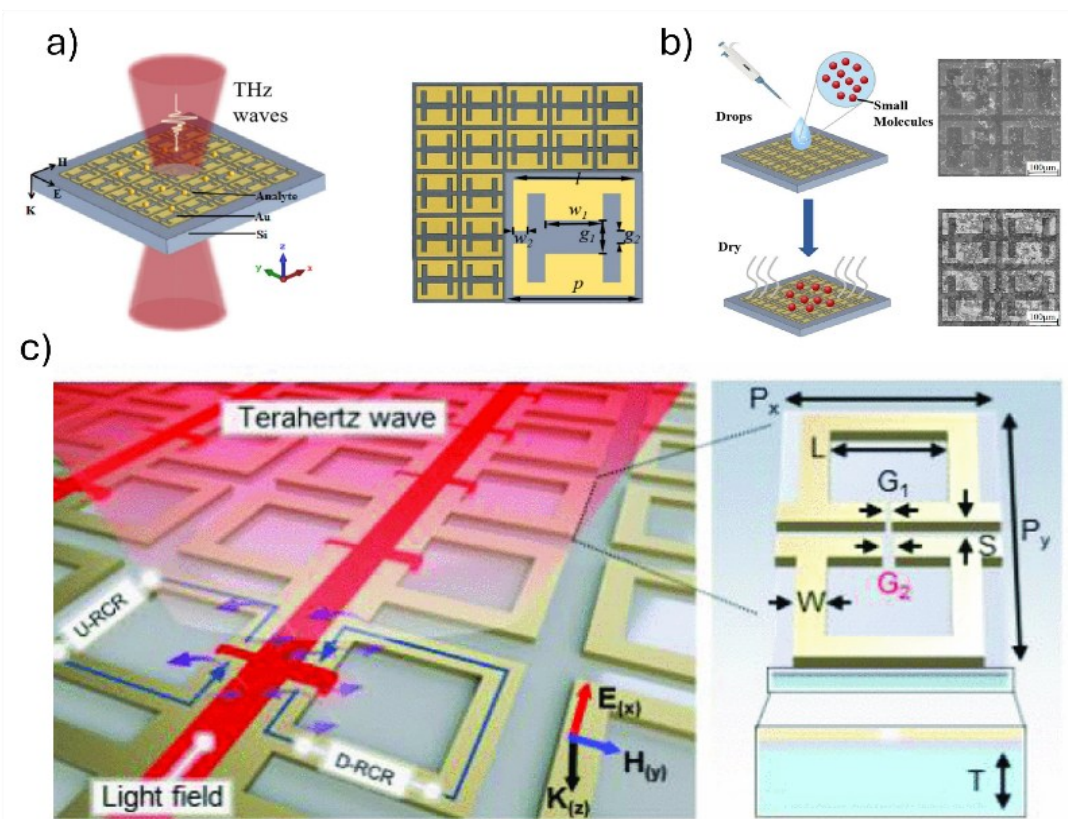 a)
THz
waves
H
E
K
Analyte
Au
Si
z
y
x
l
w1
w2
g1
g2
p
b)
Drops
Small
Molecules
100μm
Dry
100μm
c)
Terahertz wave
U-RCR
D-RCR
Light field
E(x)
H(y)
K(z)
Px
L
G1
Py
S
G2
W
T